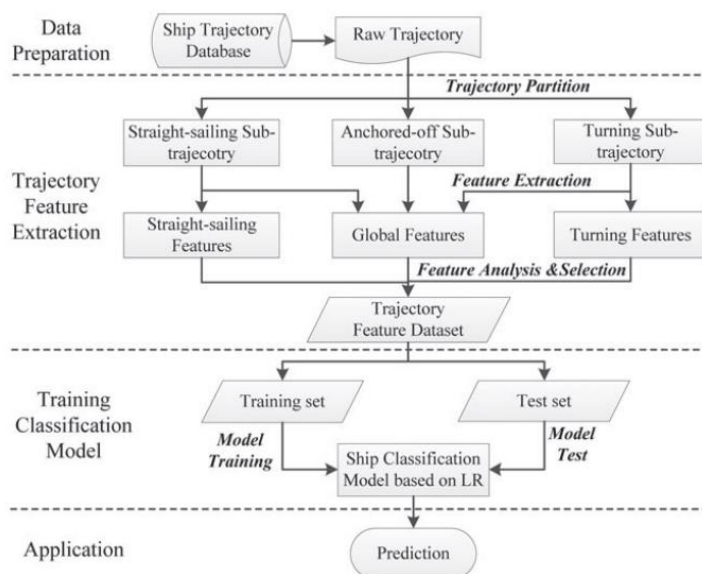 Data
Preparation
Ship Trajectory
Database
Raw Trajectory
Trajectory Partition
Trajectory
Feature
Extraction
Straight-sailing Sub-
trajecotry
Anchored-off Sub-
trajecotry
Turning Sub-
trajectory
Feature Extraction
Straight-sailing
Features
Global Features
Turning Features
Feature Analysis &Selection
Trajectory
Feature Dataset
Training
Classification
Model
Training set
Test set
Model
Training
Model
Test
Ship Classification
Model based on LR
Application
Prediction